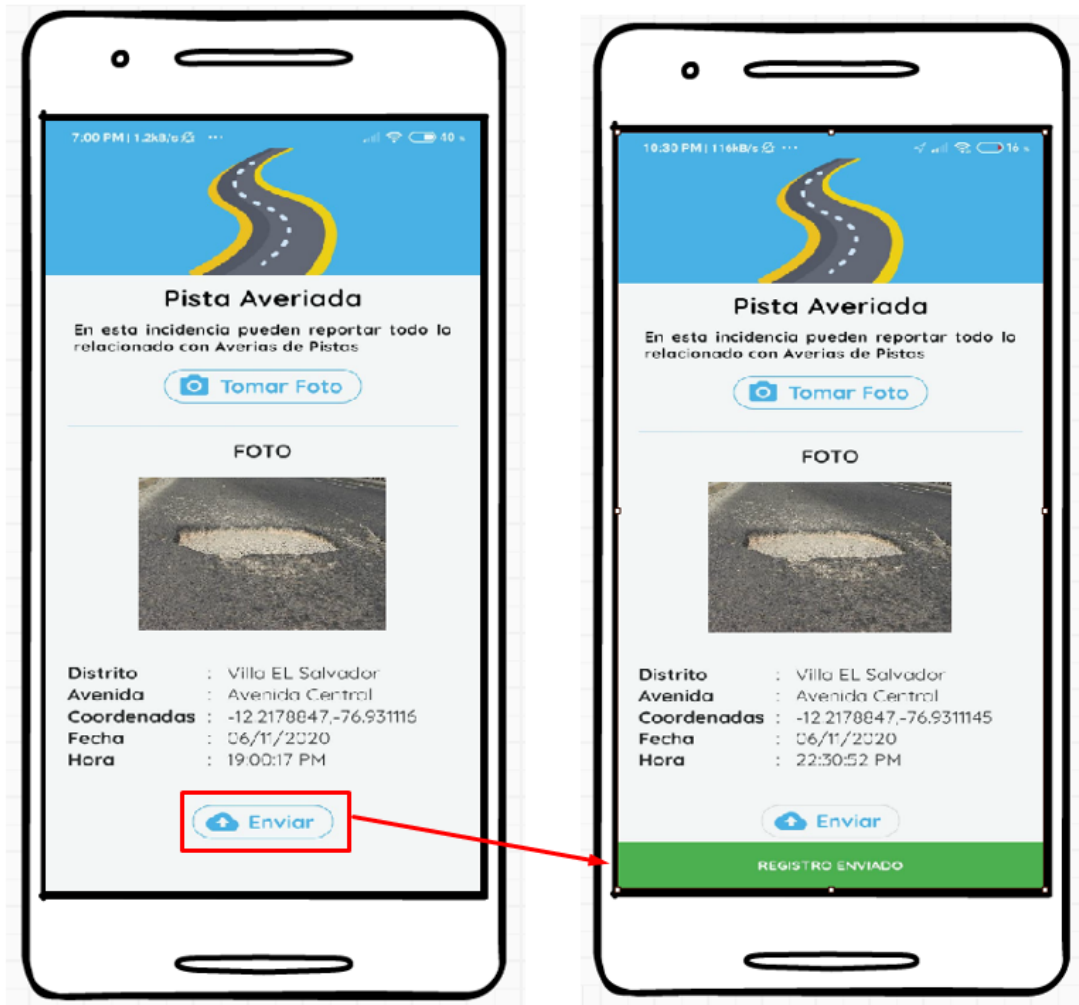 7:00 PM | 1.2kB/s
40
Pista Averiada
En esta incidencia pueden reportar todo lo
relacionado con Averias de Pistas
Tomar Foto
FOTO
Distrito : Villa EL Salvador
Avenida : Avenida Central
Coordenadas : -12.2178847,-76.931116
Fecha : 06/11/2020
Hora : 19:00:17 PM
Enviar
10:30 PM | 116kB/s
16
Pista Averiada
En esta incidencia pueden reportar todo lo
relacionado con Averias de Pistas
Tomar Foto
FOTO
Distrito : Villa EL Salvador
Avenida : Avenida Central
Coordenadas : -12.2178847,-76.9311145
Fecha : 06/11/2020
Hora : 22:30:52 PM
Enviar
REGISTRO ENVIADO